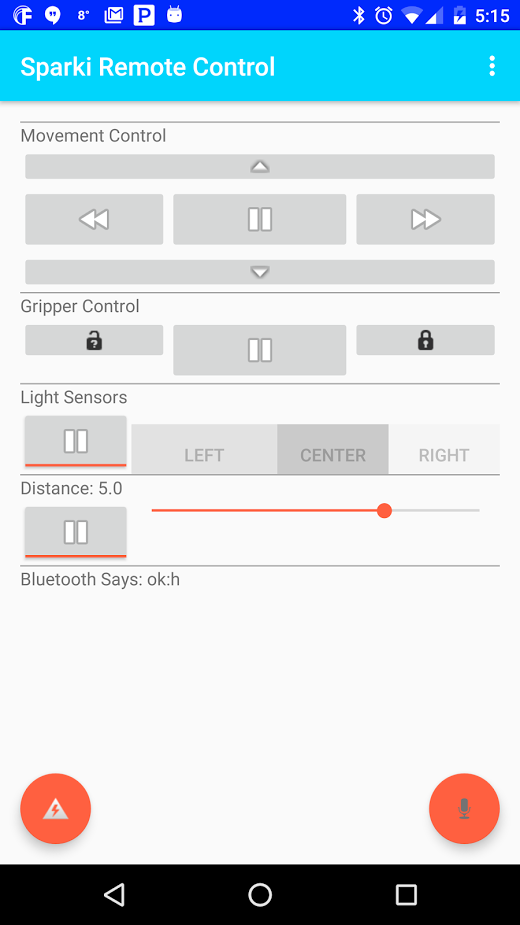 8° P 5:15
Sparki Remote Control
Movement Control
Gripper Control
?
Light Sensors
LEFT CENTER RIGHT
Distance: 5.0
Bluetooth Says: ok:h